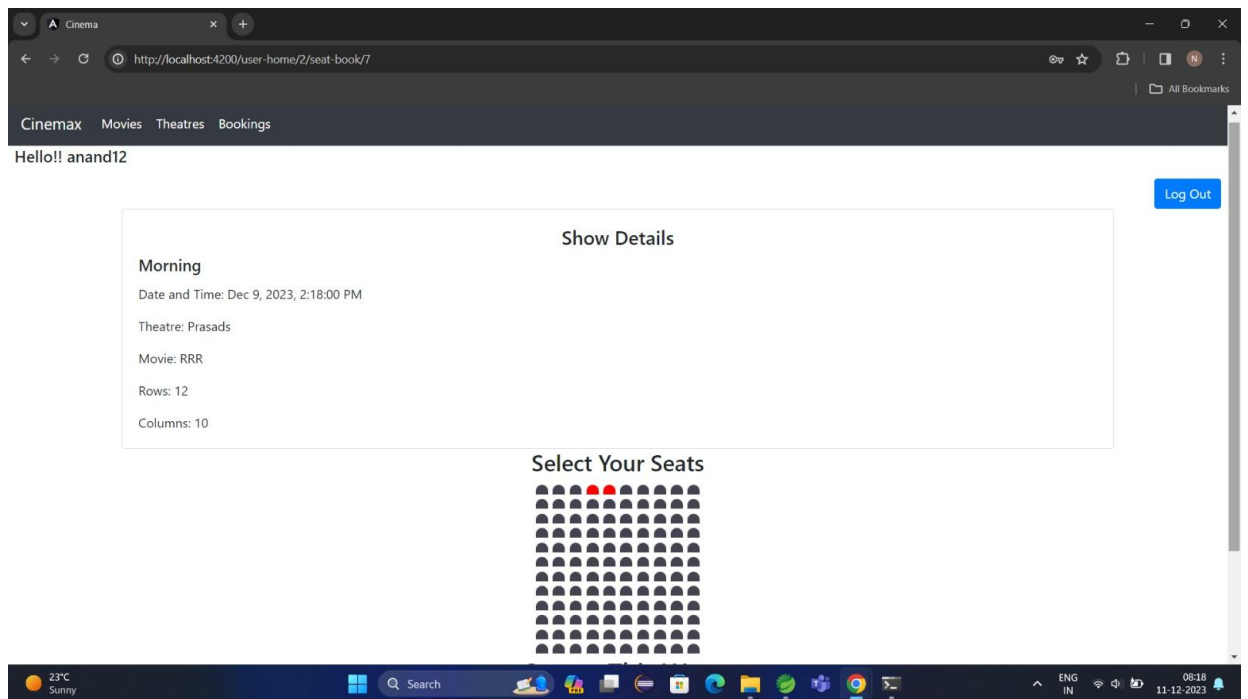 Cinema
http://localhost:4200/user-home/2/seat-book/7
N
All Bookmarks
Cinemax Movies Theatres Bookings
Hello!! anand12
Log Out
Show Details
Morning
Date and Time: Dec 9, 2023, 2:18:00 PM
Theatre: Prasads
Movie: RRR
Rows: 12
Columns: 10
Select Your Seats
23°C
Sunny
Search
ENG
IN
08:18
11-12-2023